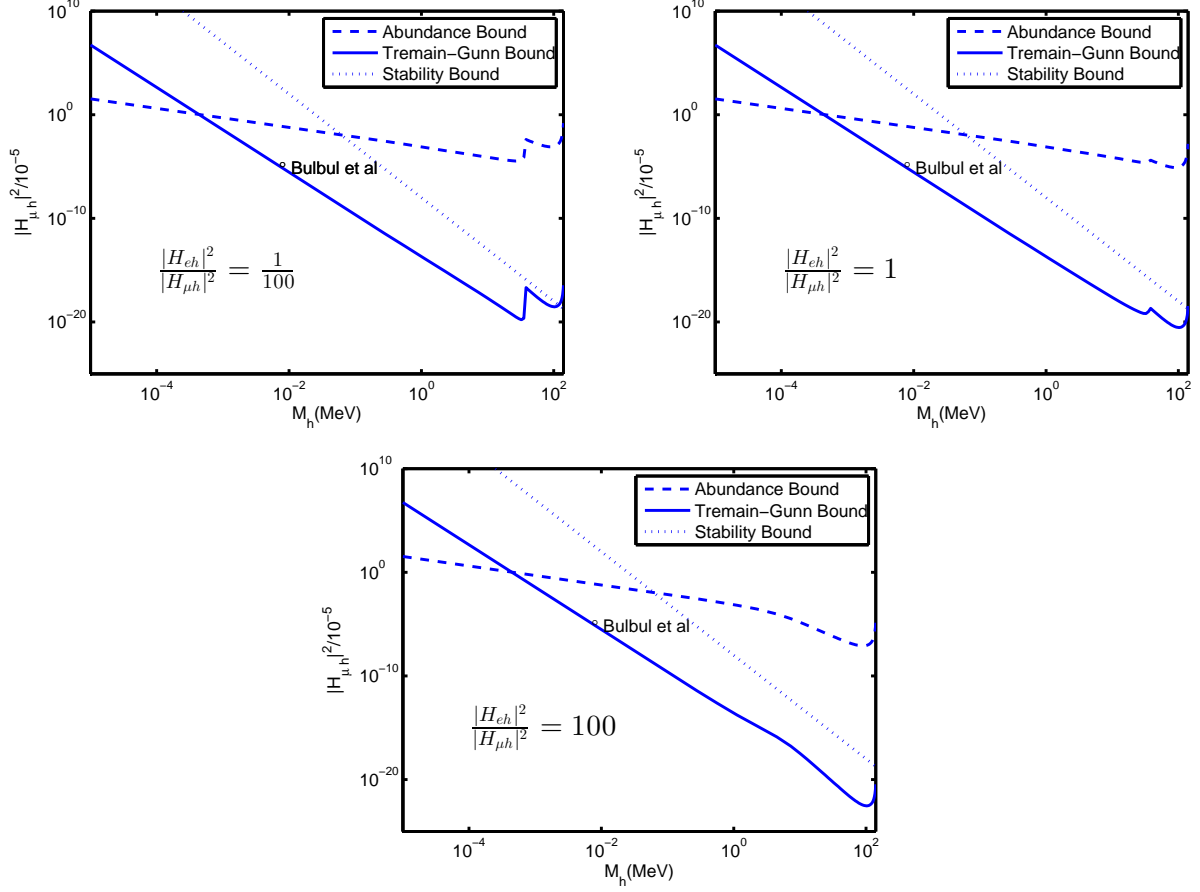 10^10
10^0
10^−10
10^−20
|H_μ h|^2/10^−5
Abundance Bound
Tremain−Gunn Bound
Stability Bound
Bulbul et al
|H_eh|^2/|H_μh|^2 = 1/100
10^−4
10^−2
10^0
10^2
M_h(MeV)
10^10
10^0
10^−10
10^−20
|H_μ h|^2/10^−5
Abundance Bound
Tremain−Gunn Bound
Stability Bound
Bulbul et al
|H_eh|^2/|H_μh|^2 = 1
10^−4
10^−2
10^0
10^2
M_h(MeV)
10^10
10^0
10^−10
10^−20
|H_μ h|^2/10^−5
Abundance Bound
Tremain−Gunn Bound
Stability Bound
Bulbul et al
|H_eh|^2/|H_μh|^2 = 100
10^−4
10^−2
10^0
10^2
M_h(MeV)